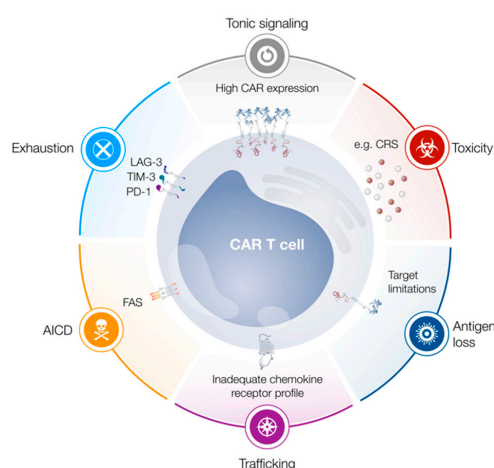 Tonic signaling
High CAR expression
Exhaustion
LAG-3
TIM-3
PD-1
e.g. CRS
Toxicity
CAR T cell
FAS
Target
limitations
AICD
Antigen
loss
Inadequate chemokine
receptor profile
Trafficking